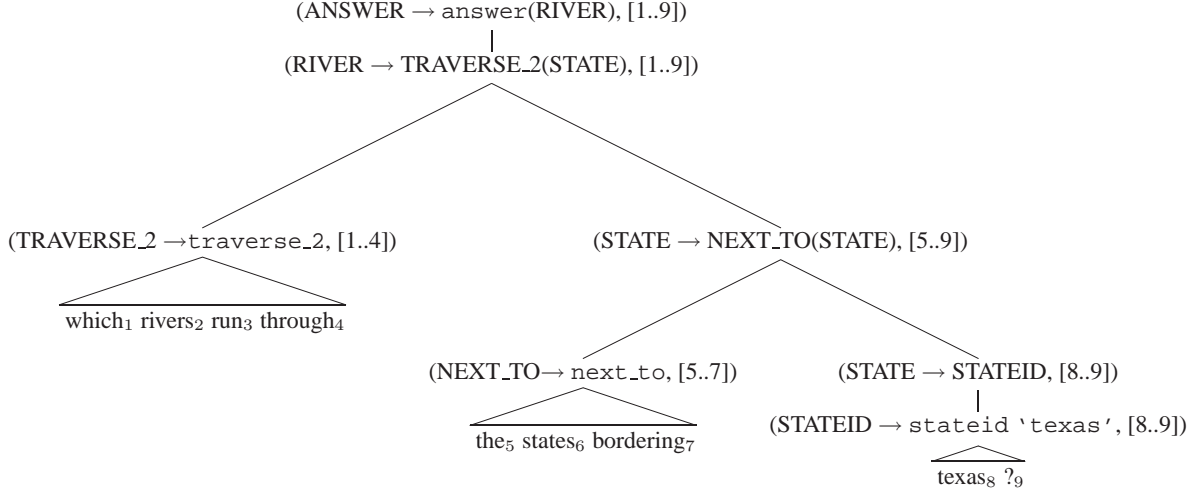 (ANSWER → answer(RIVER), [1..9])
(RIVER → TRAVERSE_2(STATE), [1..9])
(TRAVERSE_2 →traverse_2, [1..4]) (STATE → NEXT_TO(STATE), [5..9])
which₁ rivers₂ run₃ through₄
(NEXT_TO→ next_to, [5..7]) (STATE → STATEID, [8..9])
the₅ states₆ bordering₇ (STATEID → stateid ‘texas’, [8..9])
texas₈ ?₉